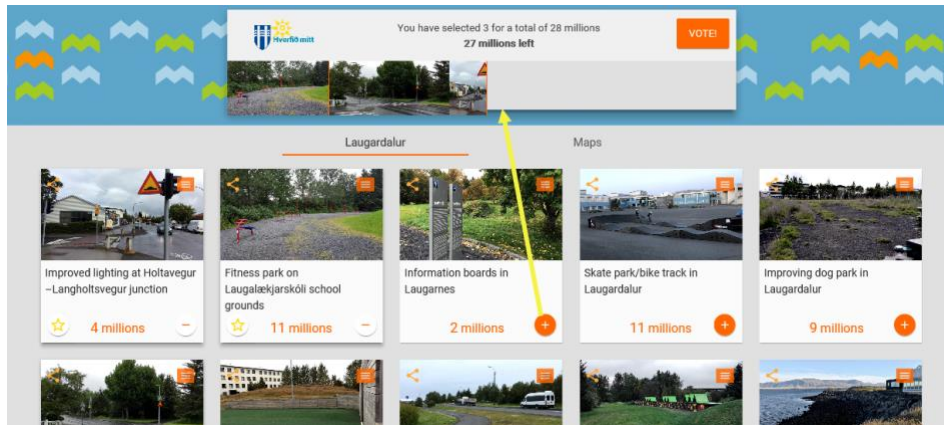 Hverfið mitt
You have selected 3 for a total of 28 millions
27 millions left
VOTE!
Laugardalur
Maps
Improved lighting at Holtavegur
–Langholtsvegur junction
4 millions
Fitness park on
Laugalækjarskóli school
grounds
11 millions
Information boards in
Laugarnes
2 millions
Skate park/bike track in
Laugardalur
11 millions
Improving dog park in
Laugardalur
9 millions